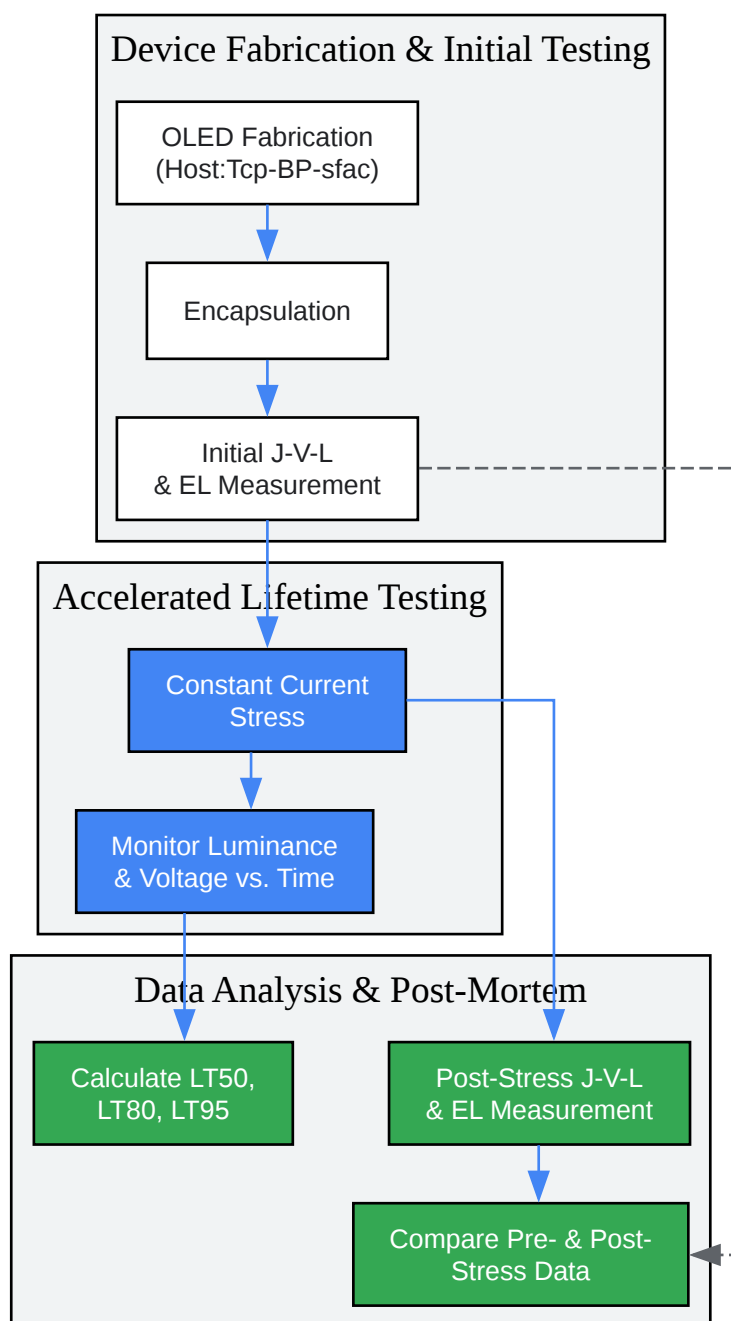 Device Fabrication & Initial Testing
OLED Fabrication
(Host:Tcp-BP-sfac)
Encapsulation
Initial J-V-L
& EL Measurement
Accelerated Lifetime Testing
Constant Current
Stress
Monitor Luminance
& Voltage vs. Time
Data Analysis & Post-Mortem
Calculate LT50,
LT80, LT95
Post-Stress J-V-L
& EL Measurement
Compare Pre- & Post-
Stress Data